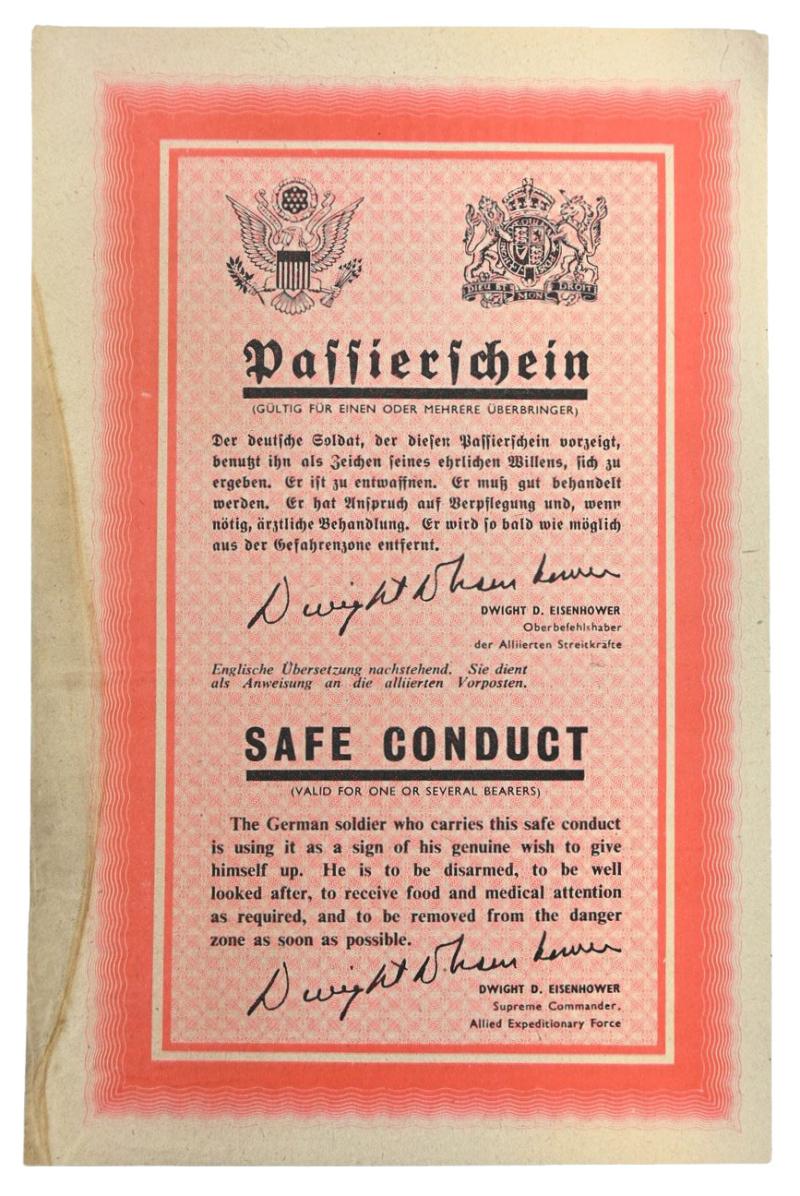 DIEU ET MON DROIT
Passierschein
(GÜLTIG FÜR EINEN ODER MEHRERE ÜBERBRINGER)
Der deutsche Soldat, der diesen Passierschein vorzeigt,
benutzt ihn als Zeichen seines ehrlichen Willens, sich zu
ergeben. Er ist zu entwaffnen. Er muß gut behandelt
werden. Er hat Anspruch auf Verpflegung und, wenn
nötig, ärztliche Behandlung. Er wird so bald wie möglich
aus der Gefahrenzone entfernt.
Dwight D. Eisenhower
DWIGHT D. EISENHOWER
Oberbefehlshaber
der Alliierten Streitkräfte
Englische Übersetzung nachstehend. Sie dient
als Anweisung an die alliierten Vorposten.
SAFE CONDUCT
(VALID FOR ONE OR SEVERAL BEARERS)
The German soldier who carries this safe conduct
is using it as a sign of his genuine wish to give
himself up. He is to be disarmed, to be well
looked after, to receive food and medical attention
as required, and to be removed from the danger
zone as soon as possible.
Dwight D. Eisenhower
DWIGHT D. EISENHOWER
Supreme Commander,
Allied Expeditionary Force